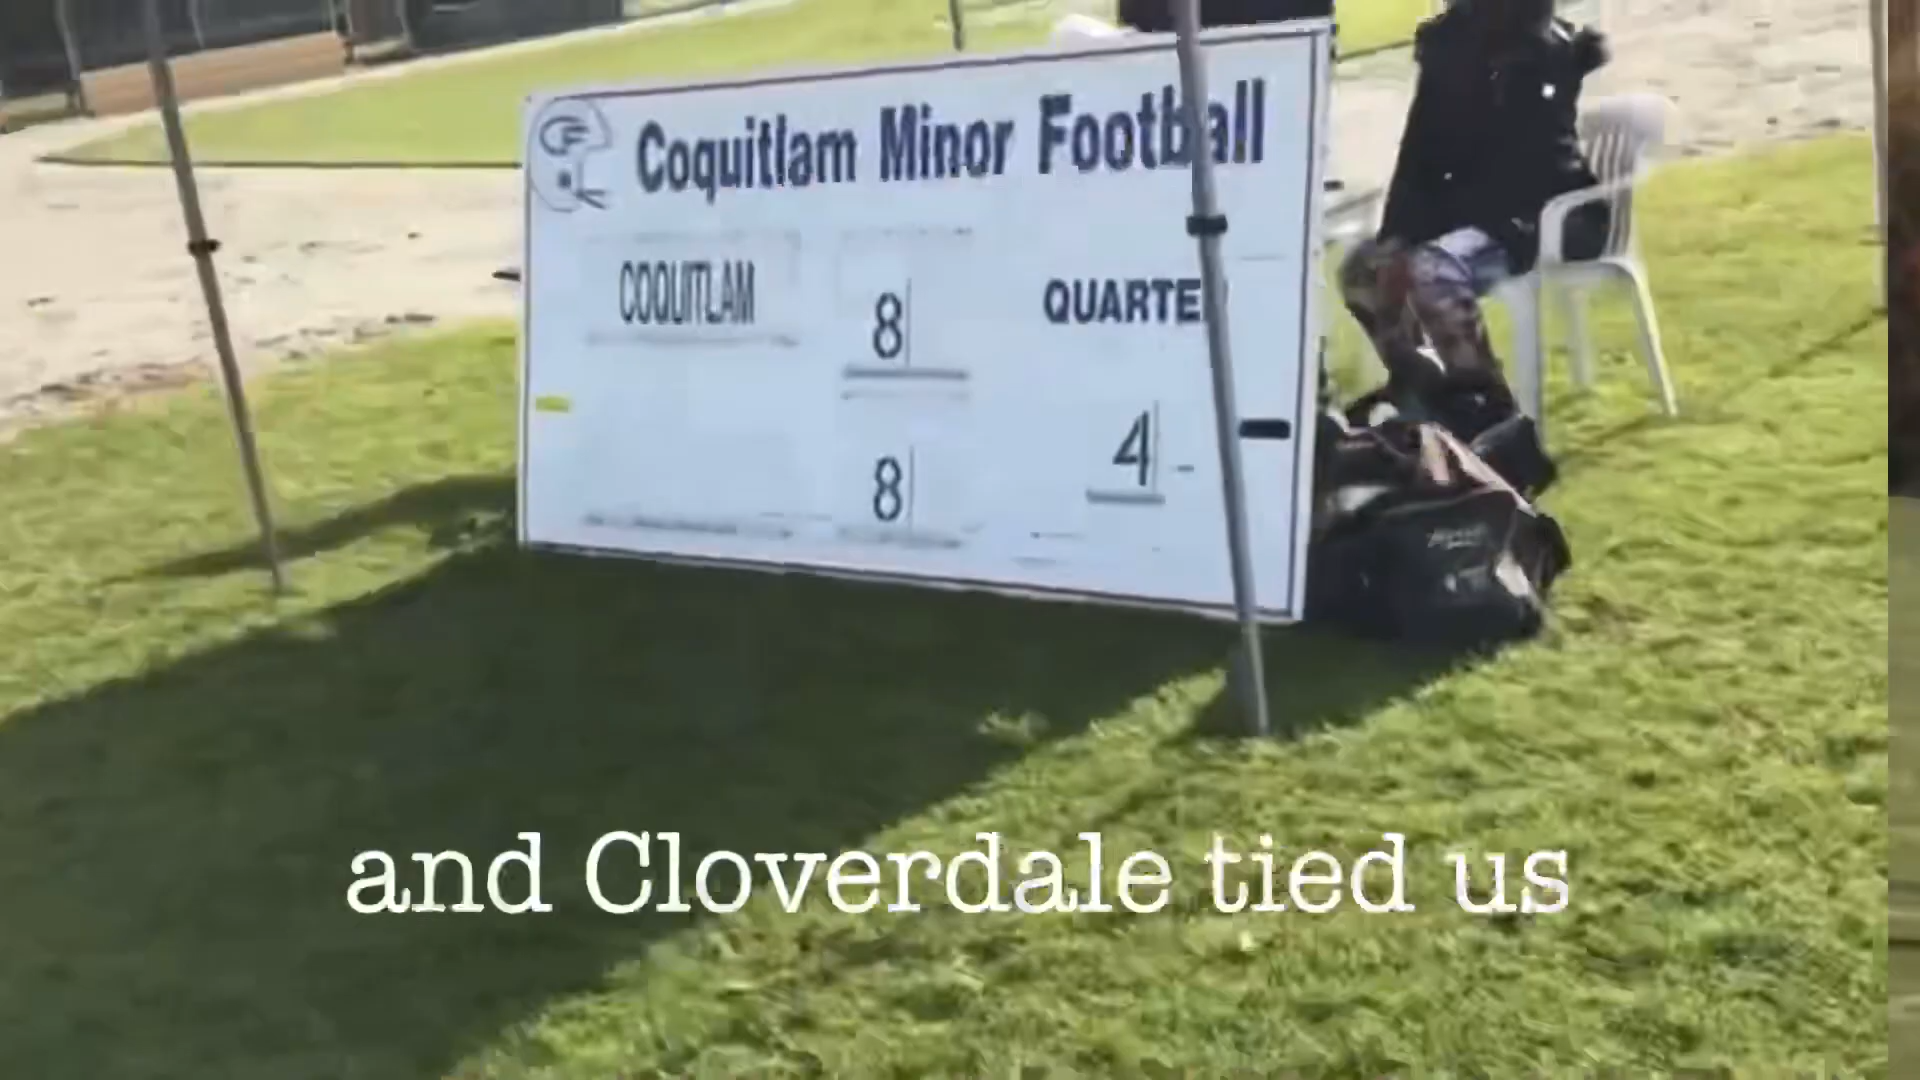 Coquitlam Minor Football
COQUITLAM
8
QUARTE
8
4
and Cloverdale tied us